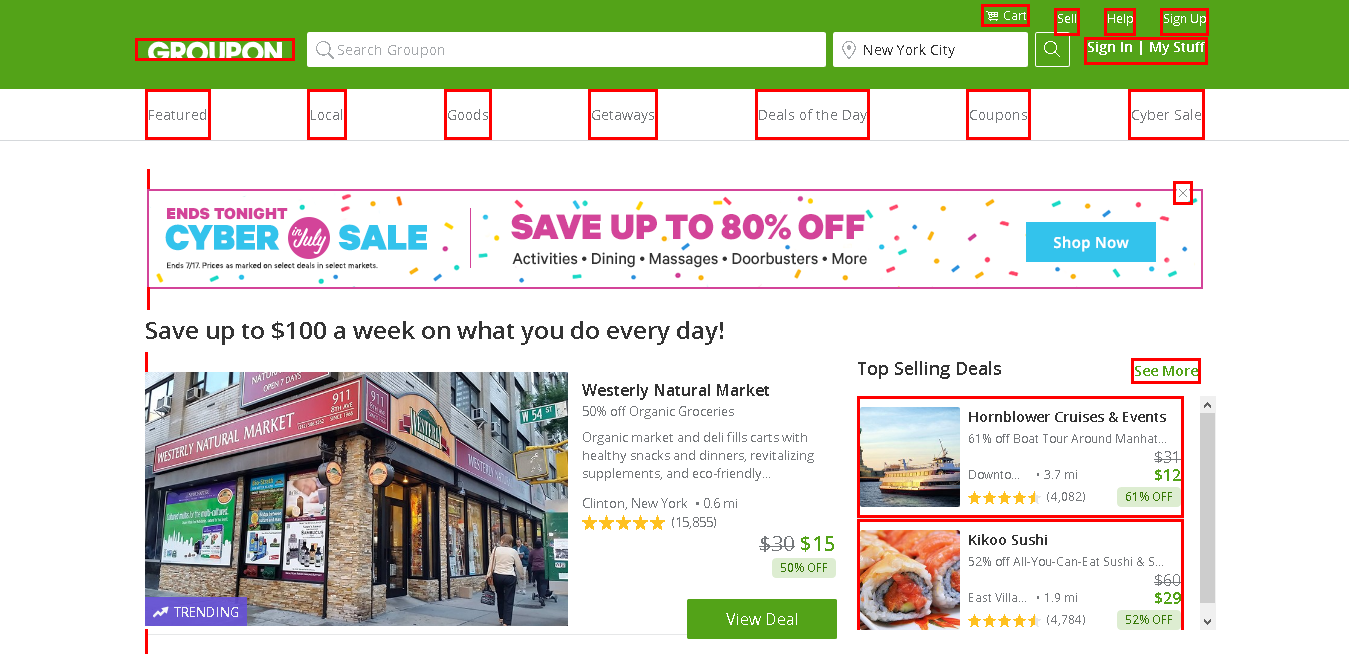 Cart
Sell
Help
Sign Up
GROUPON
Search Groupon
New York City
Sign In | My Stuff
Featured
Local
Goods
Getaways
Deals of the Day
Coupons
Cyber Sale
ENDS TONIGHT
CYBER in July SALE
Ends 7/17. Prices as marked on select deals in select markets.
SAVE UP TO 80% OFF
Activities • Dining • Massages • Doorbusters • More
Shop Now
Save up to $100 a week on what you do every day!
OPEN 7 DAYS
911
8TH AVE
WESTERLY NATURAL MARKET
WESTERLY
911
W 54 ST
TRENDING
Westerly Natural Market
50% off Organic Groceries
Organic market and deli fills carts with
healthy snacks and dinners, revitalizing
supplements, and eco-friendly...
Clinton, New York • 0.6 mi
(15,855)
$30 $15
50% OFF
View Deal
Top Selling Deals
See More
Hornblower Cruises & Events
61% off Boat Tour Around Manhat...
$31
Downto... • 3.7 mi
$12
(4,082)
61% OFF
Kikoo Sushi
52% off All-You-Can-Eat Sushi & S...
$60
East Villa... • 1.9 mi
$29
(4,784)
52% OFF